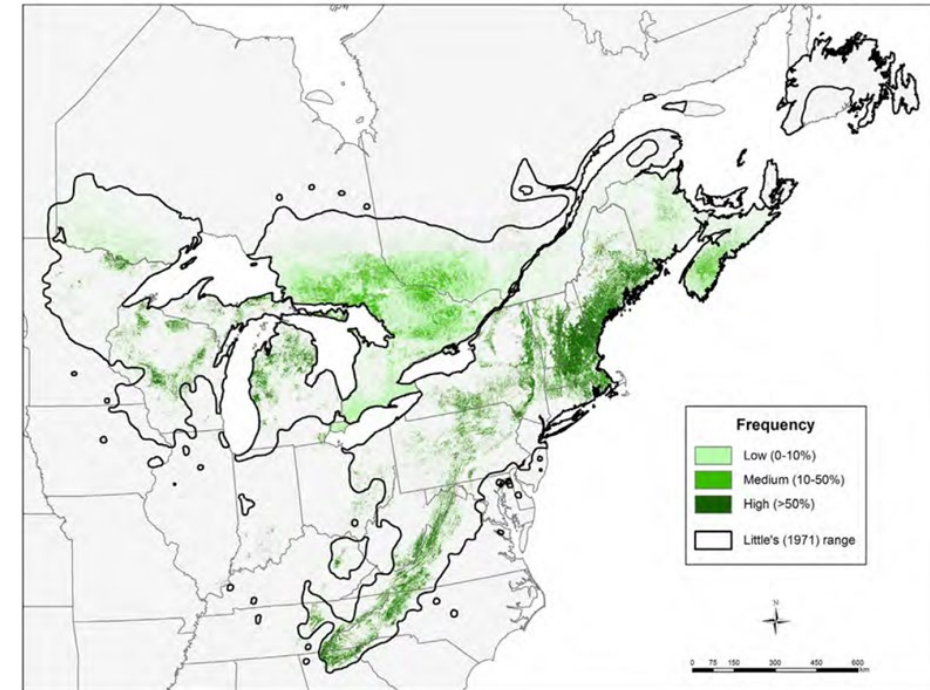 Frequency
Low (0-10%)
Medium (10-50%)
High (>50%)
Little's (1971) range
N
0 75 150 300 450 600
km